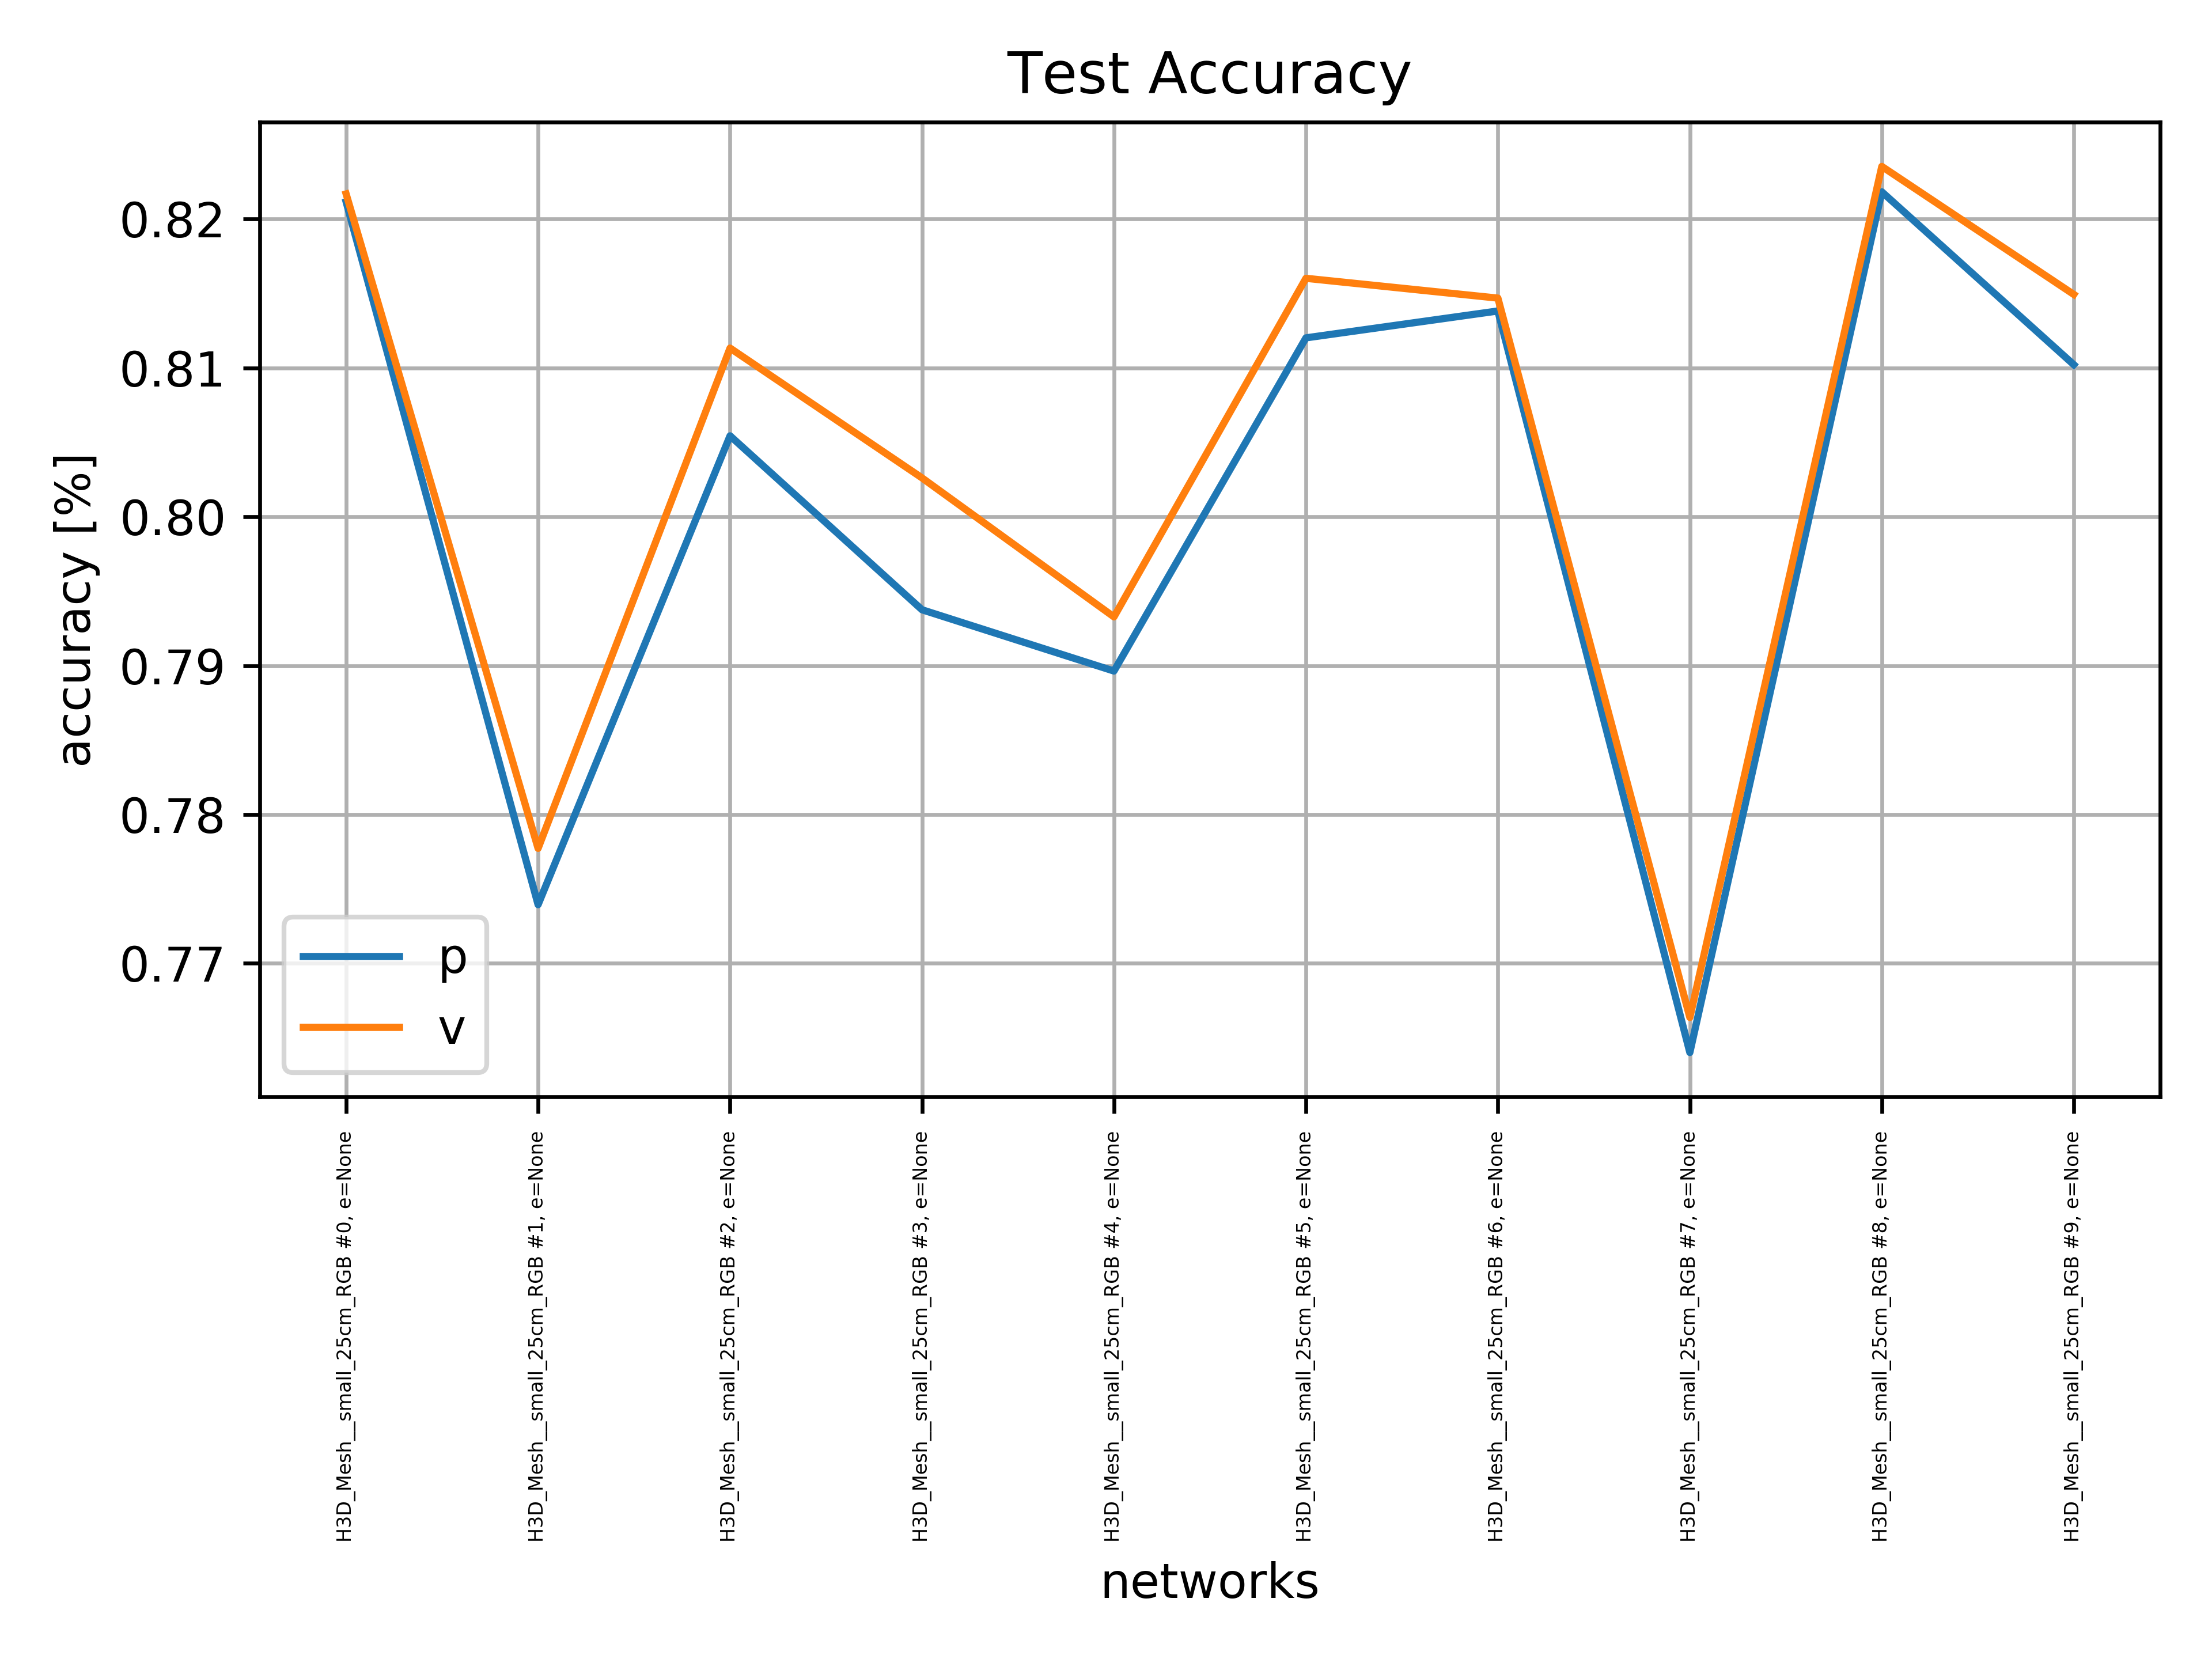 Test Accuracy
accuracy [%]
0.82
0.81
0.80
0.79
0.78
0.77
p
v
H3D_Mesh__small_25cm_RGB #0, e=None
H3D_Mesh__small_25cm_RGB #1, e=None
H3D_Mesh__small_25cm_RGB #2, e=None
H3D_Mesh__small_25cm_RGB #3, e=None
H3D_Mesh__small_25cm_RGB #4, e=None
H3D_Mesh__small_25cm_RGB #5, e=None
H3D_Mesh__small_25cm_RGB #6, e=None
H3D_Mesh__small_25cm_RGB #7, e=None
H3D_Mesh__small_25cm_RGB #8, e=None
H3D_Mesh__small_25cm_RGB #9, e=None
networks